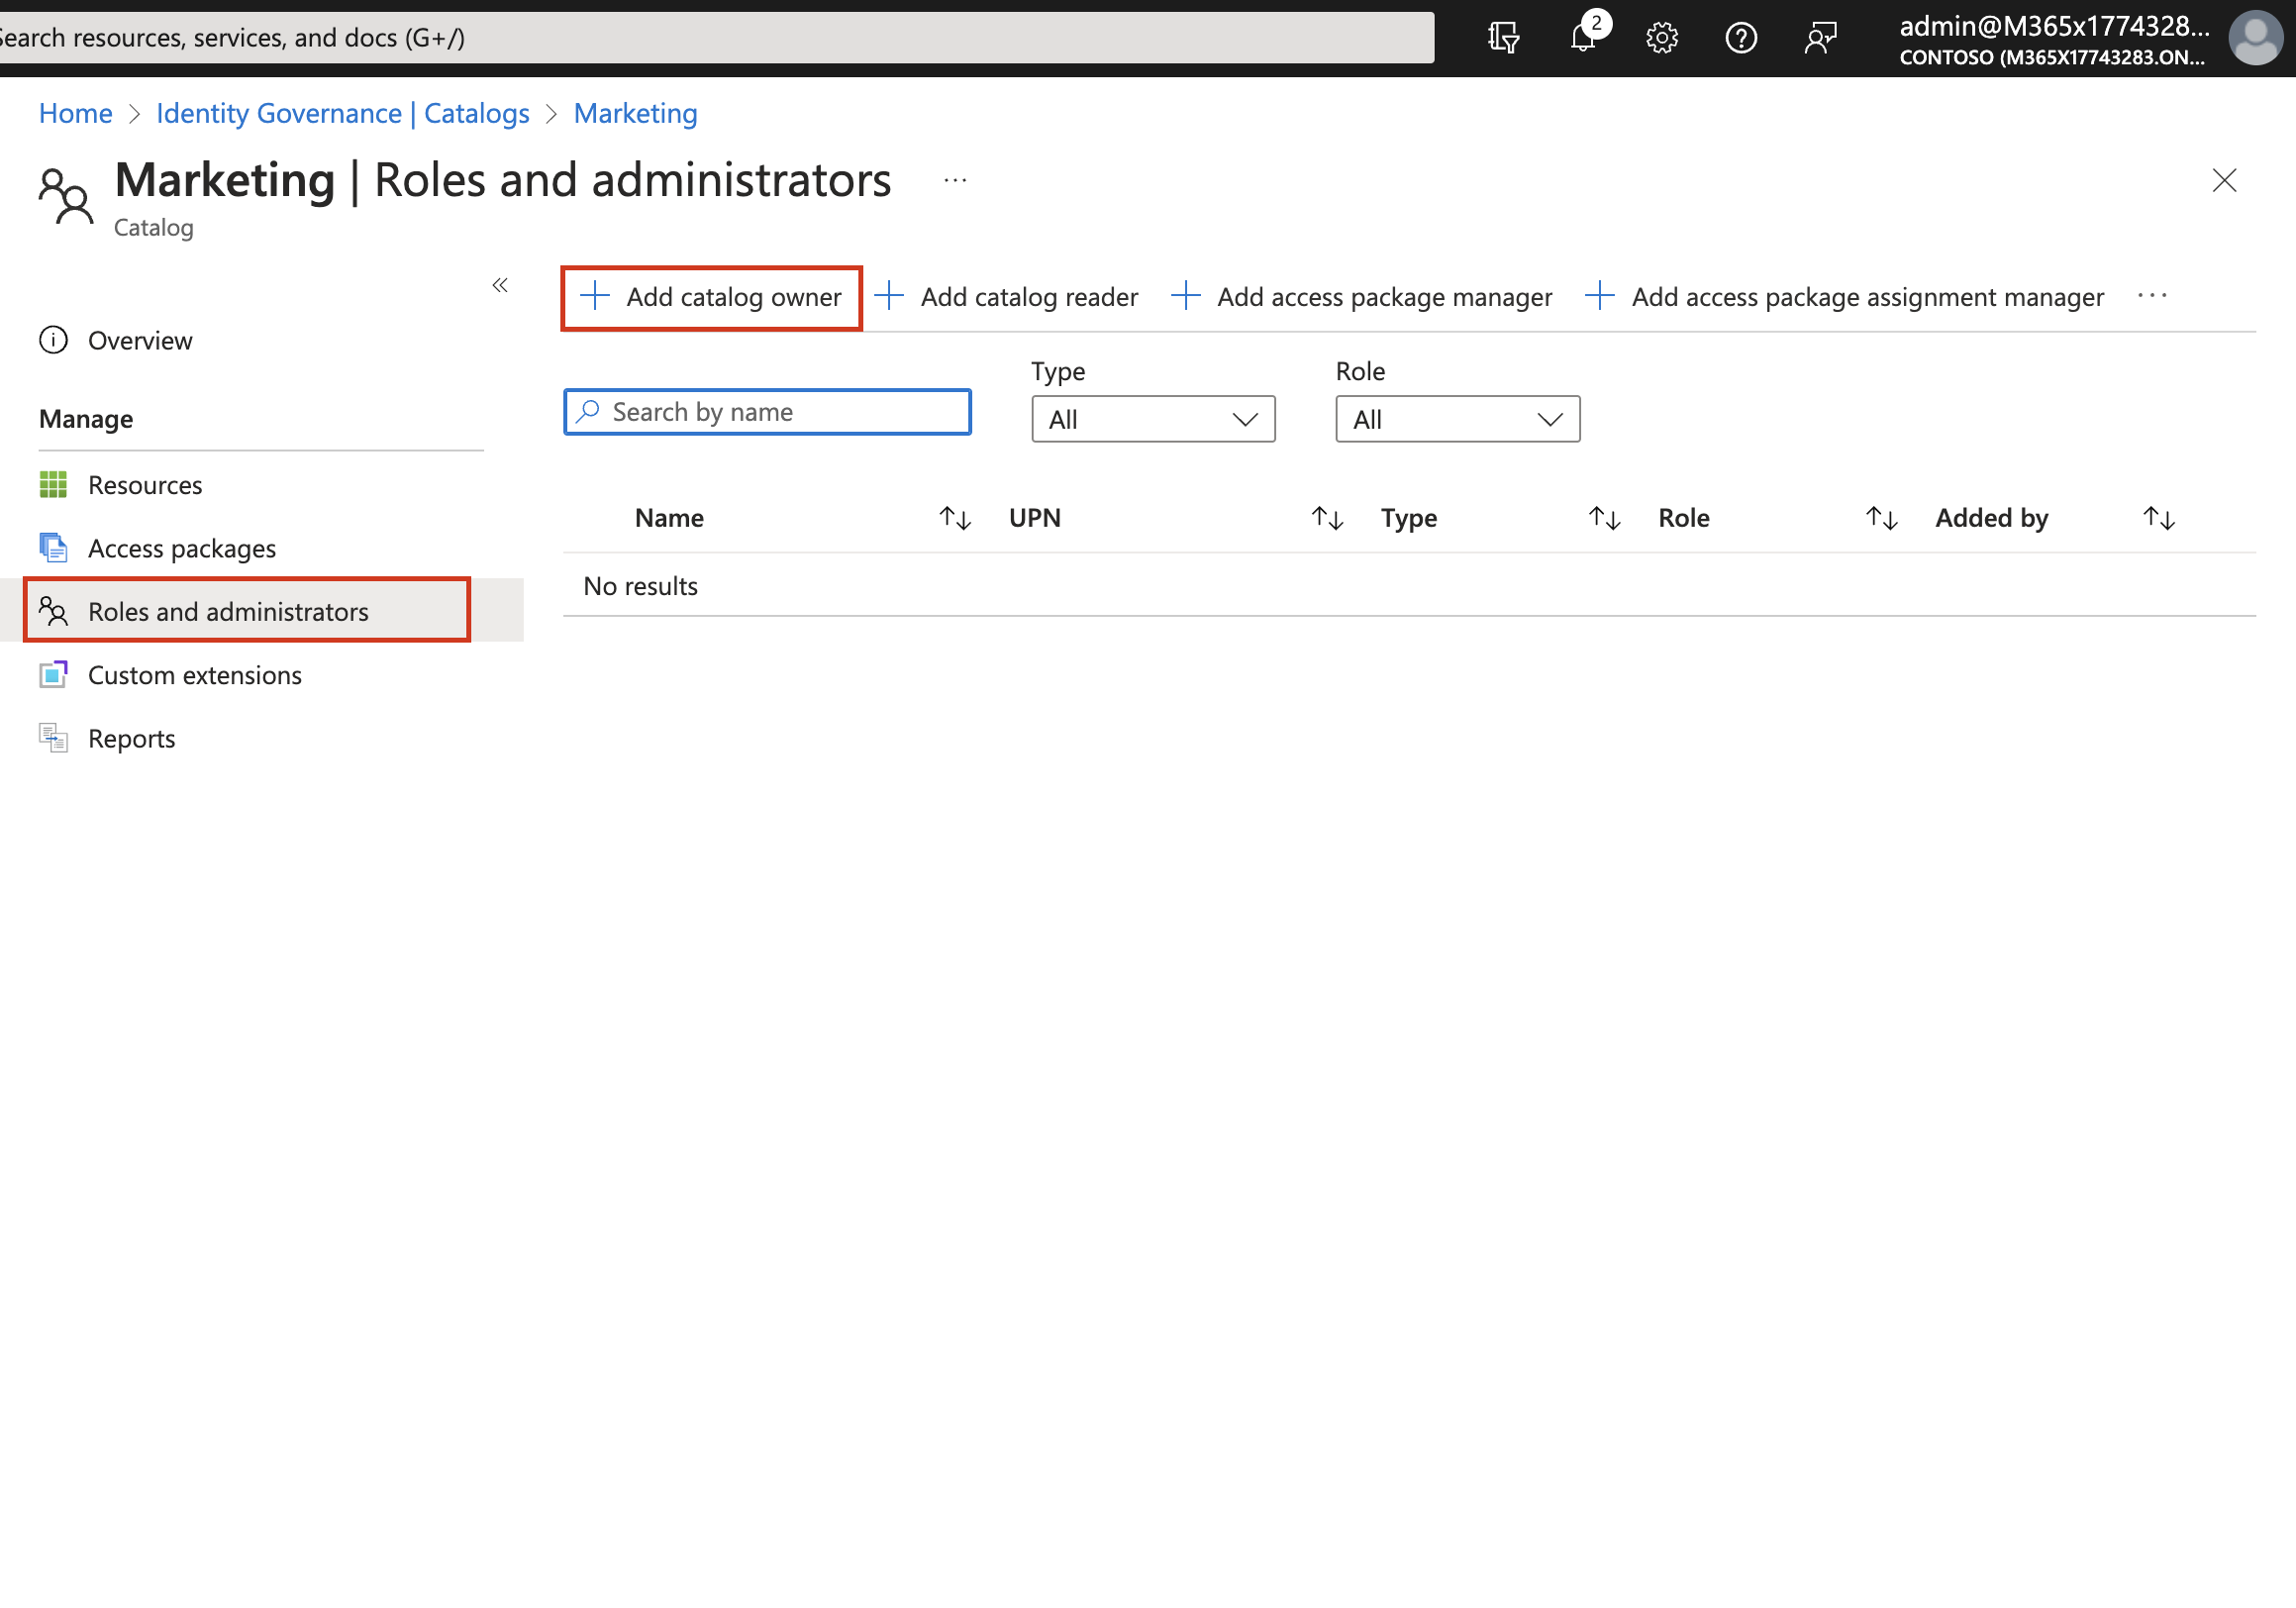 Search resources, services, and docs (G+/)
2
admin@M365x1774328...
CONTOSO (M365X17743283.ON...
Home > Identity Governance | Catalogs > Marketing
Marketing | Roles and administrators ...
Catalog
«
+ Add catalog owner + Add catalog reader + Add access package manager + Add access package assignment manager ...
Overview
Manage
Resources
Access packages
Roles and administrators
Custom extensions
Reports
Type
Role
Search by name
All
All
Name
UPN
Type
Role
Added by
No results